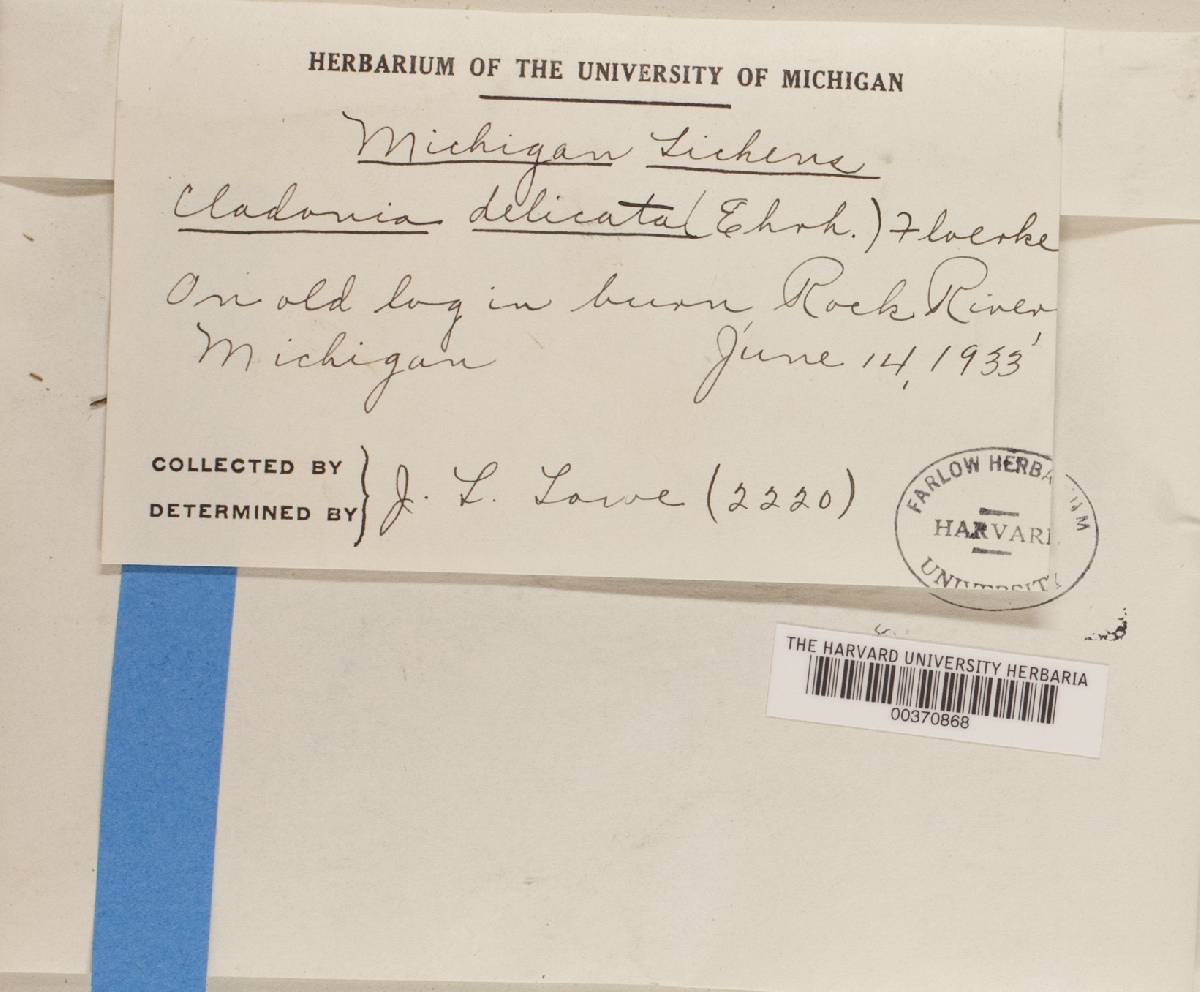 HERBARIUM OF THE UNIVERSITY OF MICHIGAN
Michigan Lichens
Cladonia delicata (Ehrh.) Floerke
On old log in burn Rock River,
Michigan June 14, 1933
COLLECTED BY
DETERMINED BY } J. L. Lowe (2220)
FARLOW HERBARIUM
HARVARD
UNIVERSITY
THE HARVARD UNIVERSITY HERBARIA
00370868